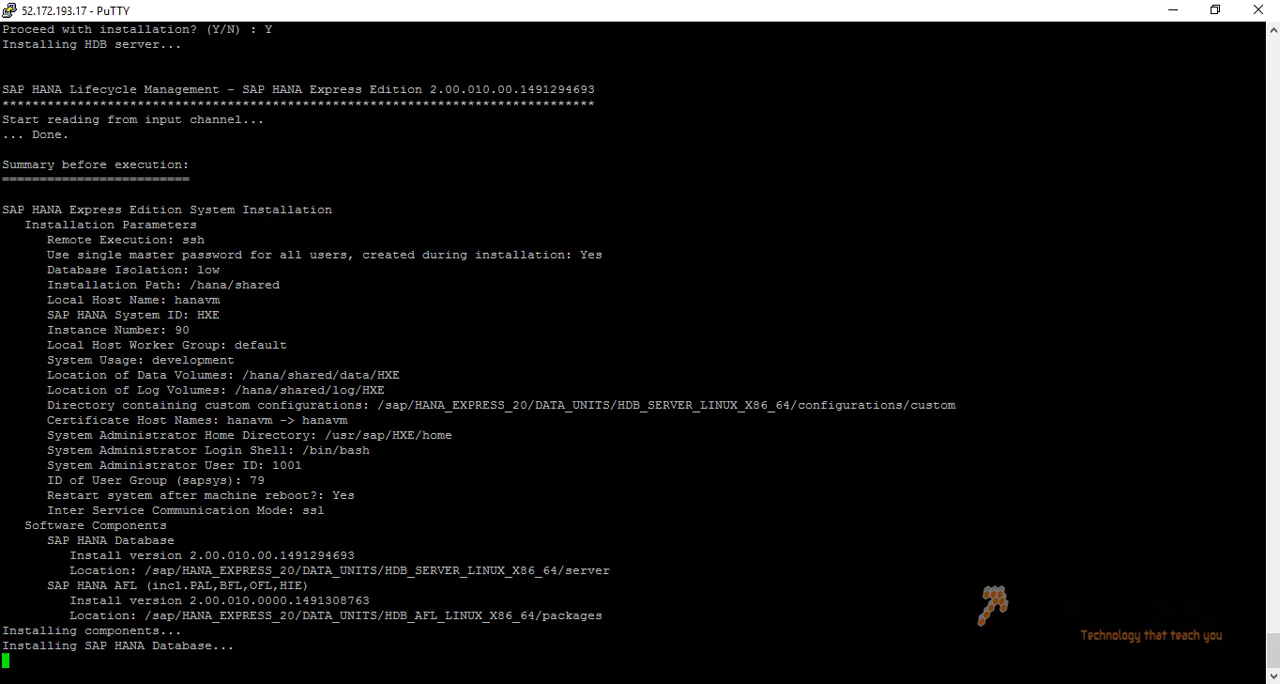 52.172.193.17 - PuTTY
Proceed with installation? (Y/N) : Y
Installing HDB server...
SAP HANA Lifecycle Management - SAP HANA Express Edition 2.00.010.00.1491294693
*******************************************************************************
Start reading from input channel...
... Done.
Summary before execution:
=========================
SAP HANA Express Edition System Installation
Installation Parameters
Remote Execution: ssh
Use single master password for all users, created during installation: Yes
Database Isolation: low
Installation Path: /hana/shared
Local Host Name: hanavm
SAP HANA System ID: HXE
Instance Number: 90
Local Host Worker Group: default
System Usage: development
Location of Data Volumes: /hana/shared/data/HXE
Location of Log Volumes: /hana/shared/log/HXE
Directory containing custom configurations: /sap/HANA_EXPRESS_20/DATA_UNITS/HDB_SERVER_LINUX_X86_64/configurations/custom
Certificate Host Names: hanavm -> hanavm
System Administrator Home Directory: /usr/sap/HXE/home
System Administrator Login Shell: /bin/bash
System Administrator User ID: 1001
ID of User Group (sapsys): 79
Restart system after machine reboot?: Yes
Inter Service Communication Mode: ssl
Software Components
SAP HANA Database
Install version 2.00.010.00.1491294693
Location: /sap/HANA_EXPRESS_20/DATA_UNITS/HDB_SERVER_LINUX_X86_64/server
SAP HANA AFL (incl.PAL,BFL,OFL,HIE)
Install version 2.00.010.0000.1491308763
Location: /sap/HANA_EXPRESS_20/DATA_UNITS/HDB_AFL_LINUX_X86_64/packages
Installing components...
Installing SAP HANA Database...
Technology that teach you